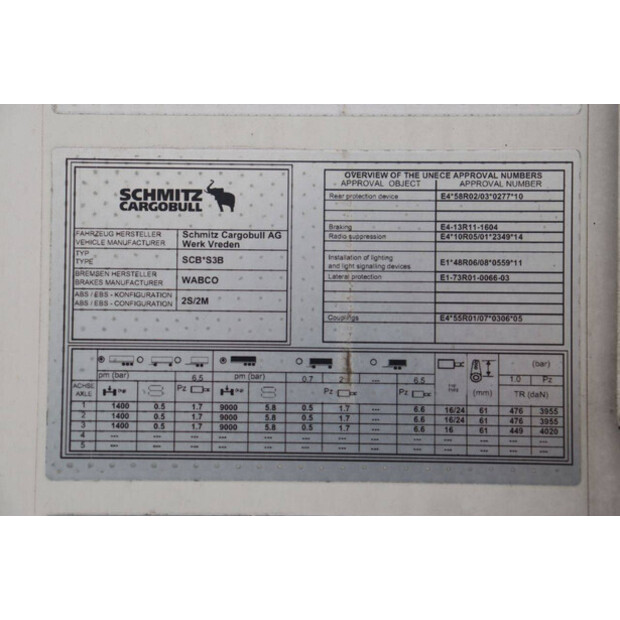 SCHMITZ
CARGOBULL
FAHRZEUG HERSTELLER
VEHICLE MANUFACTURER
Schmitz Cargobull AG
Werk Vreden
TYP
TYPE
SCB*S3B
BREMSEN HERSTELLER
BRAKES MANUFACTURER
WABCO
ABS / EBS - KONFIGURATION
ABS / EBS - CONFIGURATION
2S/2M
OVERVIEW OF THE UNECE APPROVAL NUMBERS
APPROVAL OBJECT APPROVAL NUMBER
Rear protection device E4*58R02/03*0277*10
Braking E4-13R11-1604
Radio suppression E4*10R05/01*2349*14
Installation of lighting
and light signalling devices E1*48R06/08*0559*11
Lateral protection E1-73R01-0066-03
Couplings E4*55R01/07*0306*05
(bar)
pm (bar) 6.5 pm (bar) 0.7 2 --- 6.5 (mm) 1.0 Pz
ACHSE
AXLE Pz Pz Pz TR (daN)
1 1400 0.5 1.7 9000 5.8 0.5 1.7 --- 6.6 16/24 61 476 3955
2 1400 0.5 1.7 9000 5.8 0.5 1.7 --- 6.6 16/24 61 476 3955
3 1400 0.5 1.7 9000 5.8 0.5 1.7 --- 6.6 16 61 449 4020
4 --- --- --- --- --- --- --- --- --- --- --- --- ---
5 --- --- --- --- --- --- --- --- --- --- --- --- ---